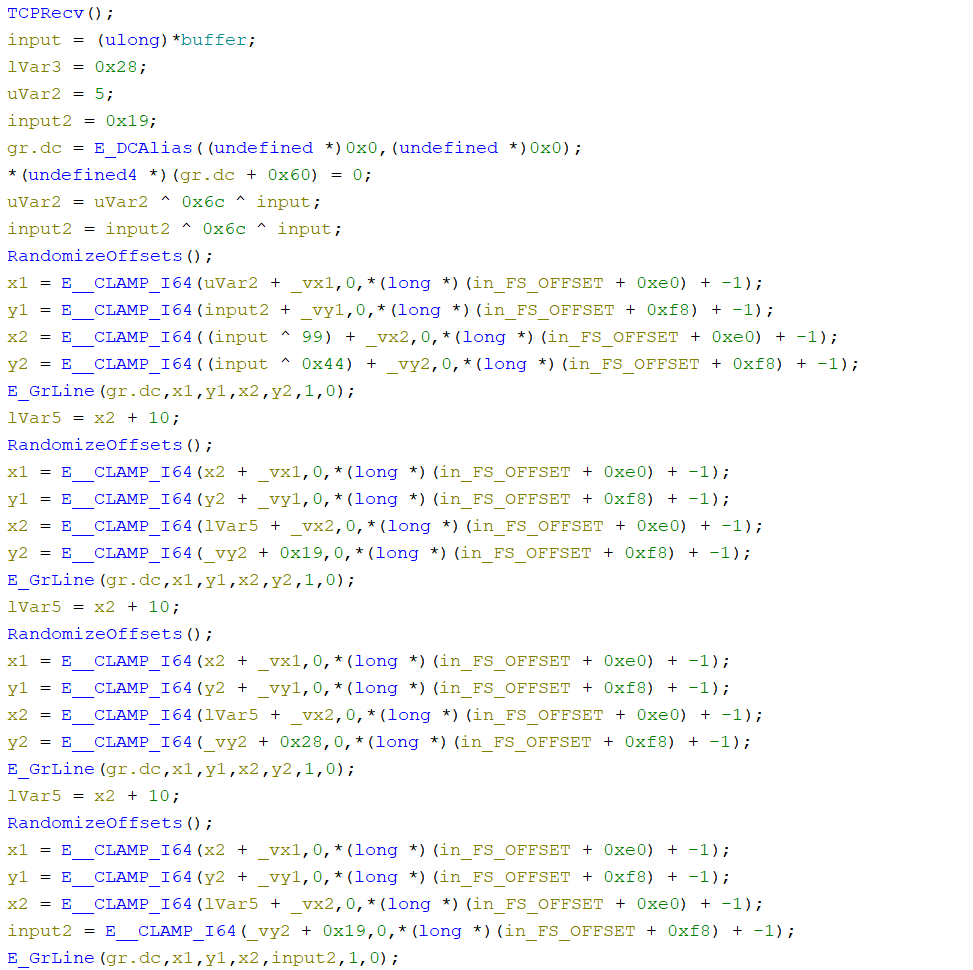 TCPRecv();
input = (ulong)*buffer;
lVar3 = 0x28;
uVar2 = 5;
input2 = 0x19;
gr.dc = E_DCAlias((undefined *)0x0,(undefined *)0x0);
*(undefined4 *)(gr.dc + 0x60) = 0;
uVar2 = uVar2 ^ 0x6c ^ input;
input2 = input2 ^ 0x6c ^ input;
RandomizeOffsets();
x1 = E__CLAMP_I64(uVar2 + _vx1,0,*(long *)(in_FS_OFFSET + 0xe0) + -1);
y1 = E__CLAMP_I64(input2 + _vy1,0,*(long *)(in_FS_OFFSET + 0xf8) + -1);
x2 = E__CLAMP_I64((input ^ 99) + _vx2,0,*(long *)(in_FS_OFFSET + 0xe0) + -1);
y2 = E__CLAMP_I64((input ^ 0x44) + _vy2,0,*(long *)(in_FS_OFFSET + 0xf8) + -1);
E_GrLine(gr.dc,x1,y1,x2,y2,1,0);
lVar5 = x2 + 10;
RandomizeOffsets();
x1 = E__CLAMP_I64(x2 + _vx1,0,*(long *)(in_FS_OFFSET + 0xe0) + -1);
y1 = E__CLAMP_I64(y2 + _vy1,0,*(long *)(in_FS_OFFSET + 0xf8) + -1);
x2 = E__CLAMP_I64(lVar5 + _vx2,0,*(long *)(in_FS_OFFSET + 0xe0) + -1);
y2 = E__CLAMP_I64(_vy2 + 0x19,0,*(long *)(in_FS_OFFSET + 0xf8) + -1);
E_GrLine(gr.dc,x1,y1,x2,y2,1,0);
lVar5 = x2 + 10;
RandomizeOffsets();
x1 = E__CLAMP_I64(x2 + _vx1,0,*(long *)(in_FS_OFFSET + 0xe0) + -1);
y1 = E__CLAMP_I64(y2 + _vy1,0,*(long *)(in_FS_OFFSET + 0xf8) + -1);
x2 = E__CLAMP_I64(lVar5 + _vx2,0,*(long *)(in_FS_OFFSET + 0xe0) + -1);
y2 = E__CLAMP_I64(_vy2 + 0x28,0,*(long *)(in_FS_OFFSET + 0xf8) + -1);
E_GrLine(gr.dc,x1,y1,x2,y2,1,0);
lVar5 = x2 + 10;
RandomizeOffsets();
x1 = E__CLAMP_I64(x2 + _vx1,0,*(long *)(in_FS_OFFSET + 0xe0) + -1);
y1 = E__CLAMP_I64(y2 + _vy1,0,*(long *)(in_FS_OFFSET + 0xf8) + -1);
x2 = E__CLAMP_I64(lVar5 + _vx2,0,*(long *)(in_FS_OFFSET + 0xe0) + -1);
input2 = E__CLAMP_I64(_vy2 + 0x19,0,*(long *)(in_FS_OFFSET + 0xf8) + -1);
E_GrLine(gr.dc,x1,y1,x2,input2,1,0);